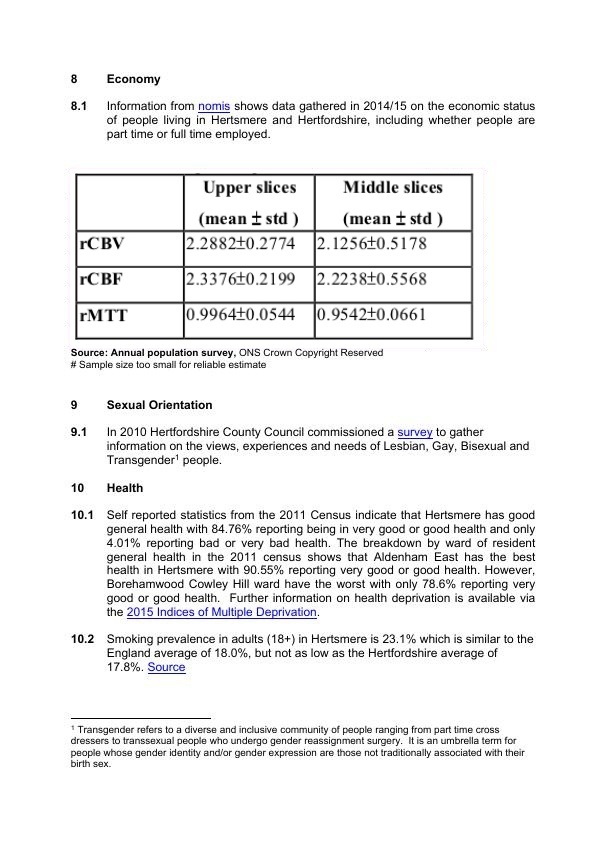 8 Economy
8.1 Information from nomis shows data gathered in 2014/15 on the economic status
of people living in Hertsmere and Hertfordshire, including whether people are
part time or full time employed.
Upper slices Middle slices
(mean ± std ) (mean ± std )
rCBV 2.2882±0.2774 2.1256±0.5178
rCBF 2.3376±0.2199 2.2238±0.5568
rMTT 0.9964±0.0544 0.9542±0.0661
Source: Annual population survey, ONS Crown Copyright Reserved
# Sample size too small for reliable estimate
9 Sexual Orientation
9.1 In 2010 Hertfordshire County Council commissioned a survey to gather
information on the views, experiences and needs of Lesbian, Gay, Bisexual and
Transgender¹ people.
10 Health
10.1 Self reported statistics from the 2011 Census indicate that Hertsmere has good
general health with 84.76% reporting being in very good or good health and only
4.01% reporting bad or very bad health. The breakdown by ward of resident
general health in the 2011 census shows that Aldenham East has the best
health in Hertsmere with 90.55% reporting very good or good health. However,
Borehamwood Cowley Hill ward have the worst with only 78.6% reporting very
good or good health. Further information on health deprivation is available via
the 2015 Indices of Multiple Deprivation.
10.2 Smoking prevalence in adults (18+) in Hertsmere is 23.1% which is similar to the
England average of 18.0%, but not as low as the Hertfordshire average of
17.8%. Source
¹ Transgender refers to a diverse and inclusive community of people ranging from part time cross
dressers to transsexual people who undergo gender reassignment surgery. It is an umbrella term for
people whose gender identity and/or gender expression are those not traditionally associated with their
birth sex.